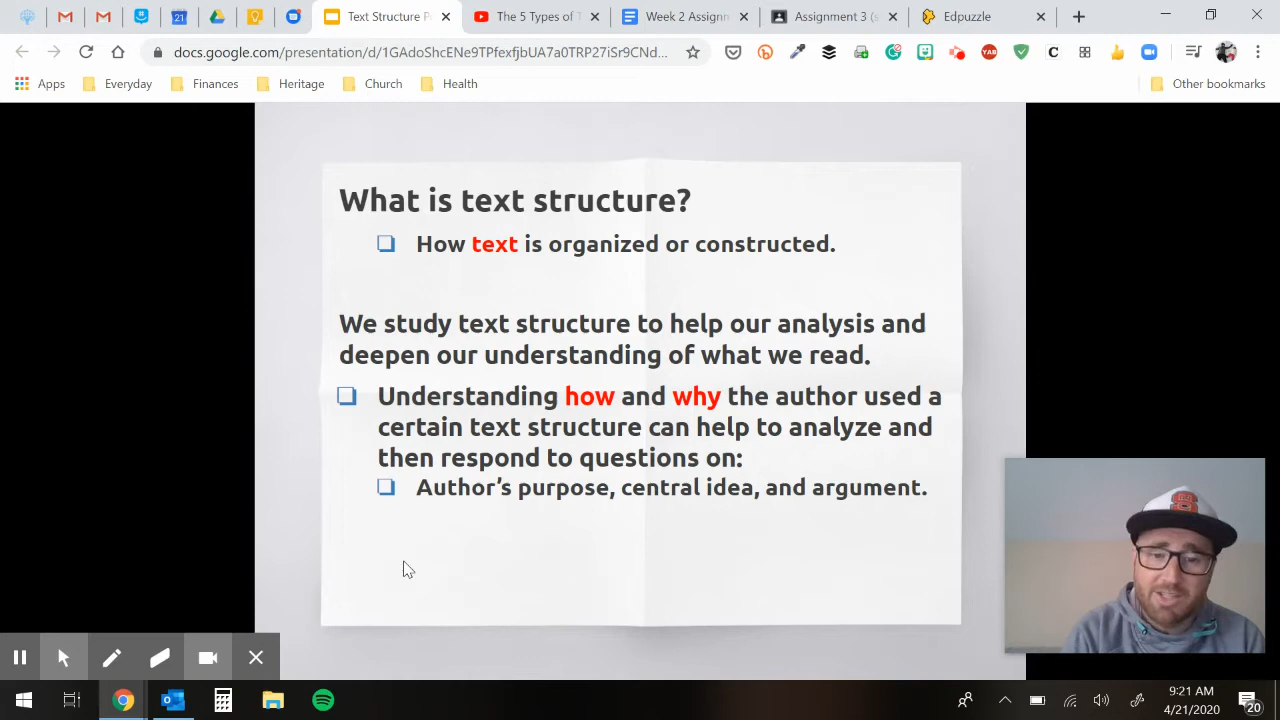 Text Structure P
The 5 Types of T
Week 2 Assignm
Assignment 3 (s
Edpuzzle
docs.google.com/presentation/d/1GAdoShcENe9TPfexfjbUA7a0TRP27iSr9CNd...
Apps
Everyday
Finances
Heritage
Church
Health
Other bookmarks
What is text structure?
How text is organized or constructed.
We study text structure to help our analysis and
deepen our understanding of what we read.
Understanding how and why the author used a
certain text structure can help to analyze and
then respond to questions on:
Author's purpose, central idea, and argument.
9:21 AM
4/21/2020
20